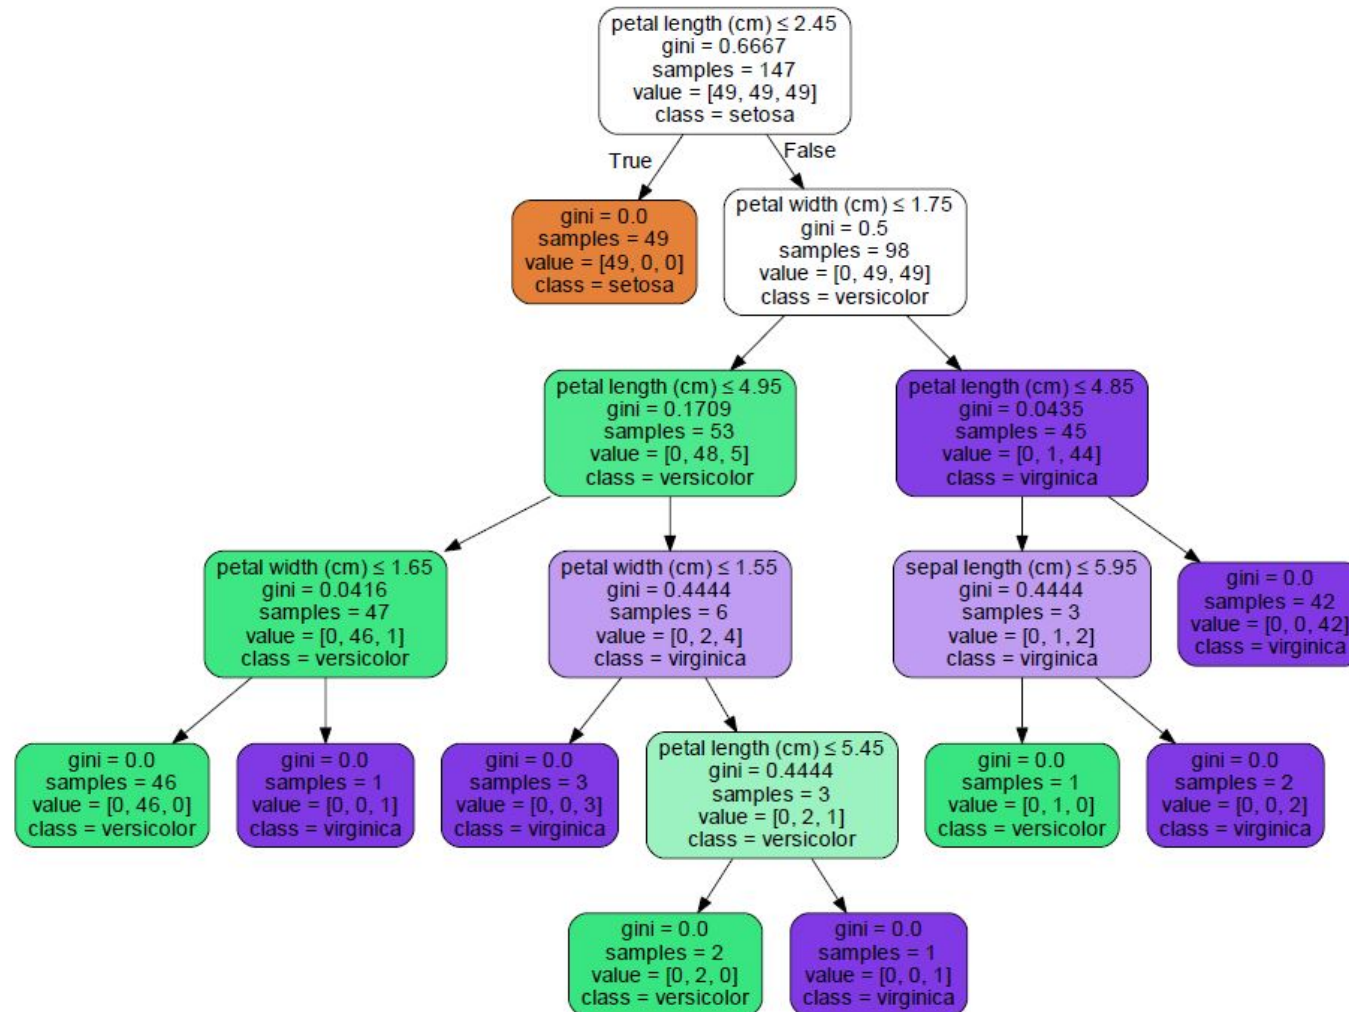 petal length (cm) ≤ 2.45
gini = 0.6667
samples = 147
value = [49, 49, 49]
class = setosa
True
False
gini = 0.0
samples = 49
value = [49, 0, 0]
class = setosa
petal width (cm) ≤ 1.75
gini = 0.5
samples = 98
value = [0, 49, 49]
class = versicolor
petal length (cm) ≤ 4.95
gini = 0.1709
samples = 53
value = [0, 48, 5]
class = versicolor
petal length (cm) ≤ 4.85
gini = 0.0435
samples = 45
value = [0, 1, 44]
class = virginica
petal width (cm) ≤ 1.65
gini = 0.0416
samples = 47
value = [0, 46, 1]
class = versicolor
petal width (cm) ≤ 1.55
gini = 0.4444
samples = 6
value = [0, 2, 4]
class = virginica
sepal length (cm) ≤ 5.95
gini = 0.4444
samples = 3
value = [0, 1, 2]
class = virginica
gini = 0.0
samples = 42
value = [0, 0, 42]
class = virginica
gini = 0.0
samples = 46
value = [0, 46, 0]
class = versicolor
gini = 0.0
samples = 1
value = [0, 0, 1]
class = virginica
gini = 0.0
samples = 3
value = [0, 0, 3]
class = virginica
petal length (cm) ≤ 5.45
gini = 0.4444
samples = 3
value = [0, 2, 1]
class = versicolor
gini = 0.0
samples = 1
value = [0, 1, 0]
class = versicolor
gini = 0.0
samples = 2
value = [0, 0, 2]
class = virginica
gini = 0.0
samples = 2
value = [0, 2, 0]
class = versicolor
gini = 0.0
samples = 1
value = [0, 0, 1]
class = virginica